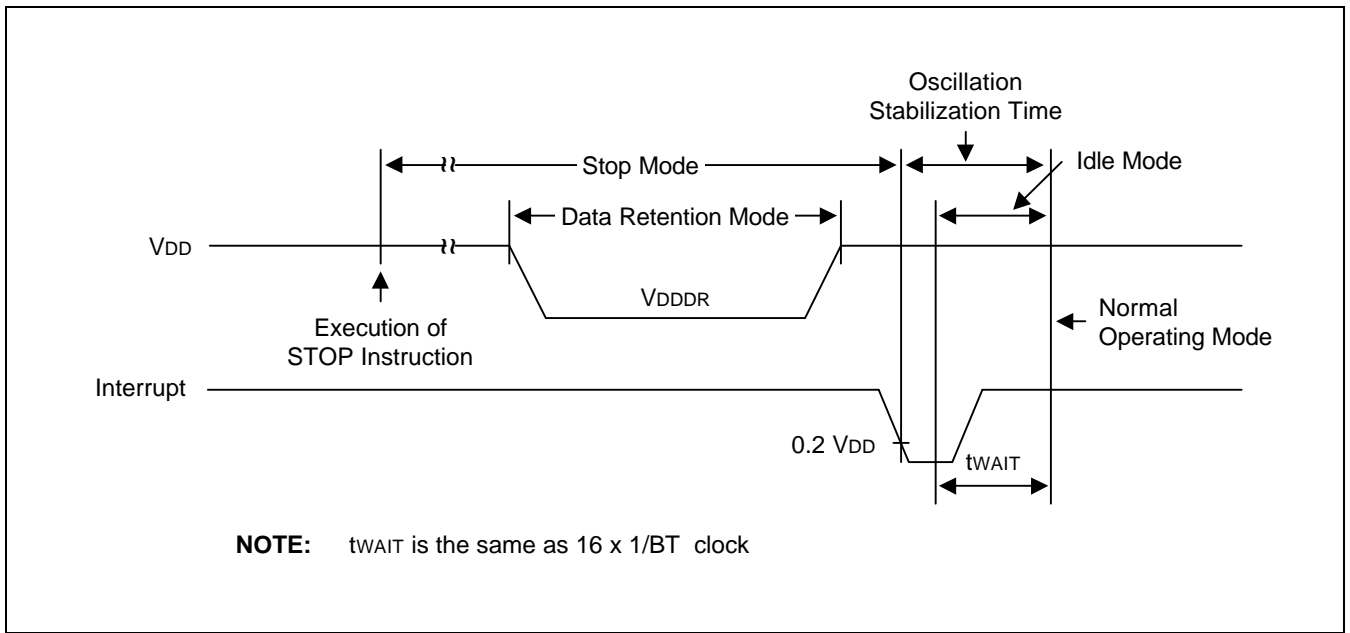 Oscillation
Stabilization Time
Idle Mode
Stop Mode
Data Retention Mode
VDD
VDDDR
Execution of
STOP Instruction
Normal
Operating Mode
Interrupt
0.2 VDD
tWAIT
NOTE: tWAIT is the same as 16 x 1/BT clock